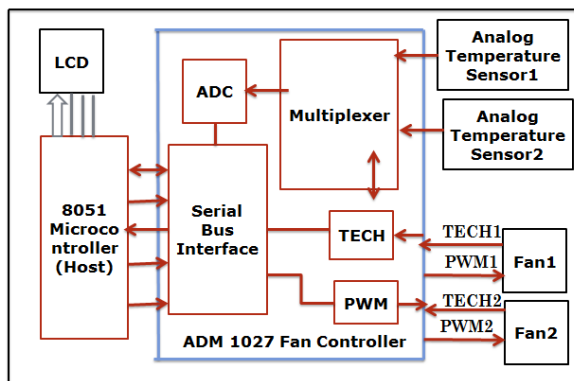 LCD
8051
Microco
ntroller
(Host)
ADC
Multiplexer
Serial
Bus
Interface
TECH
PWM
ADM 1027 Fan Controller
Analog
Temperature
Sensor1
Analog
Temperature
Sensor2
TECH1
PWM1
TECH2
PWM2
Fan1
Fan2